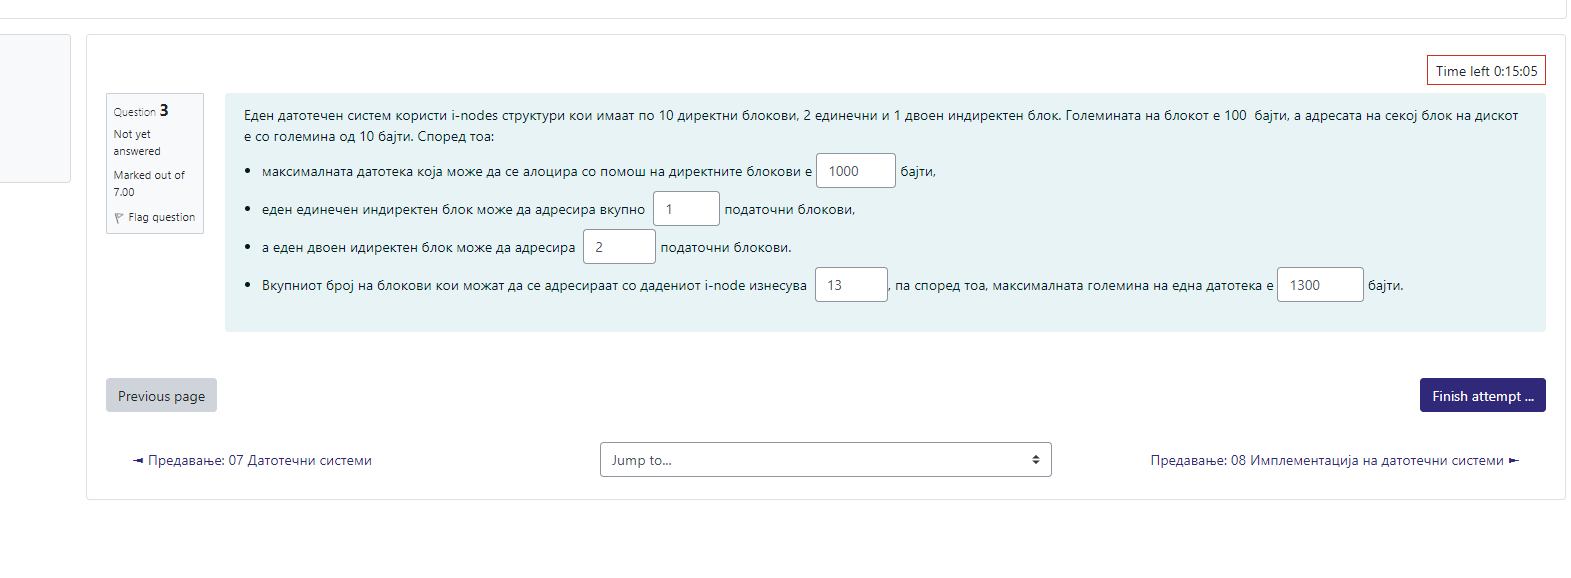 Time left 0:15:05
Question 3
Not yet
answered
Marked out of
7.00
Flag question
Еден датотечен систем користи i-nodes структури кои имаат по 10 директни блокови, 2 единечни и 1 двоен индиректен блок. Големината на блокот е 100 бајти, а адресата на секој блок на дискот
е со големина од 10 бајти. Според тоа:
• максималната датотека која може да се алоцира со помош на директните блокови е 1000 бајти,
• еден единечен индиректен блок може да адресира вкупно 1 податочни блокови,
• а еден двоен идиректен блок може да адресира 2 податочни блокови.
• Вкупниот број на блокови кои можат да се адресираат со дадениот i-node изнесува 13 , па според тоа, максималната големина на една датотека е 1300 бајти.
Previous page
Finish attempt ...
◄ Предавање: 07 Датотечни системи
Jump to...
Предавање: 08 Имплементација на датотечни системи ►